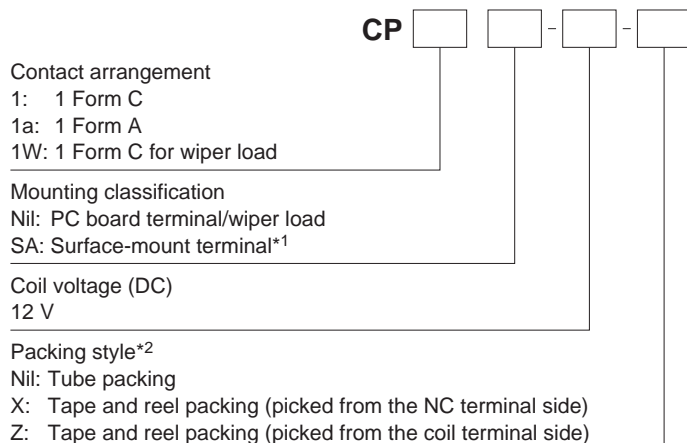 CP - -
Contact arrangement
1: 1 Form C
1a: 1 Form A
1W: 1 Form C for wiper load
Mounting classification
Nil: PC board terminal/wiper load
SA: Surface-mount terminal*1
Coil voltage (DC)
12 V
Packing style*2
Nil: Tube packing
X: Tape and reel packing (picked from the NC terminal side)
Z: Tape and reel packing (picked from the coil terminal side)